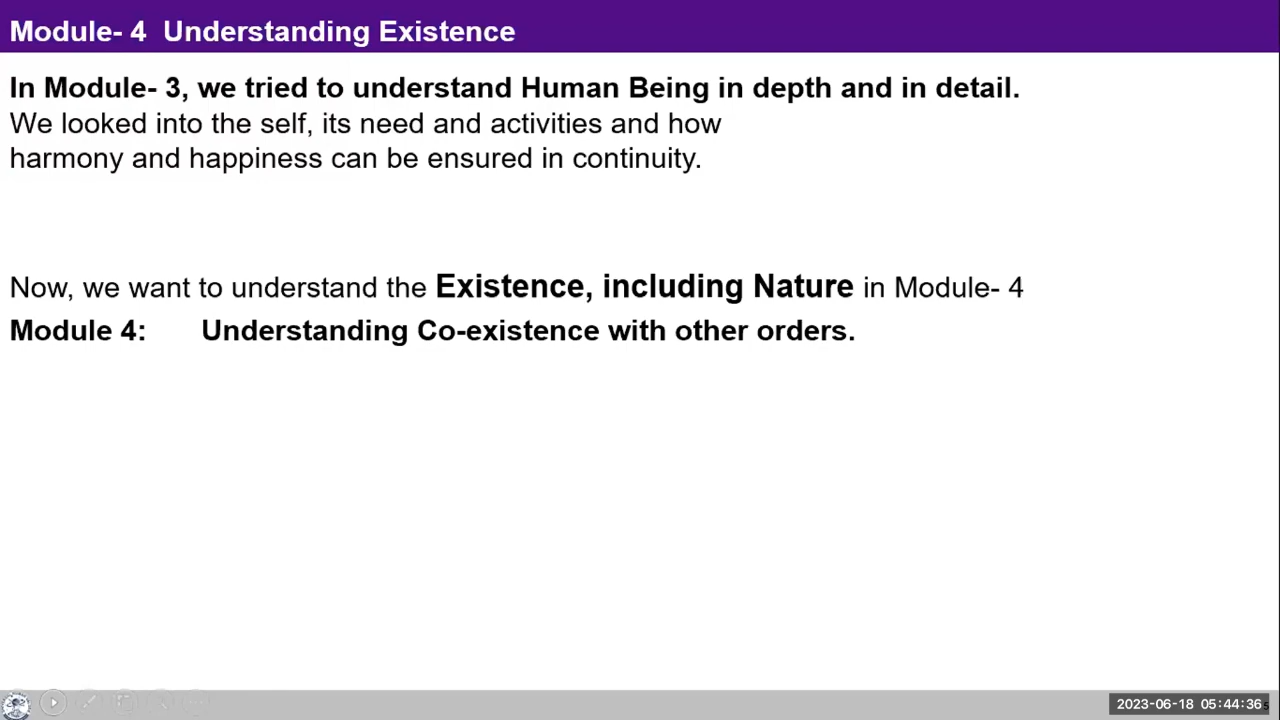 Module- 4 Understanding Existence
In Module- 3, we tried to understand Human Being in depth and in detail.
We looked into the self, its need and activities and how
harmony and happiness can be ensured in continuity.
Now, we want to understand the Existence, including Nature in Module- 4
Module 4: Understanding Co-existence with other orders.
2023-06-18 05:44:36